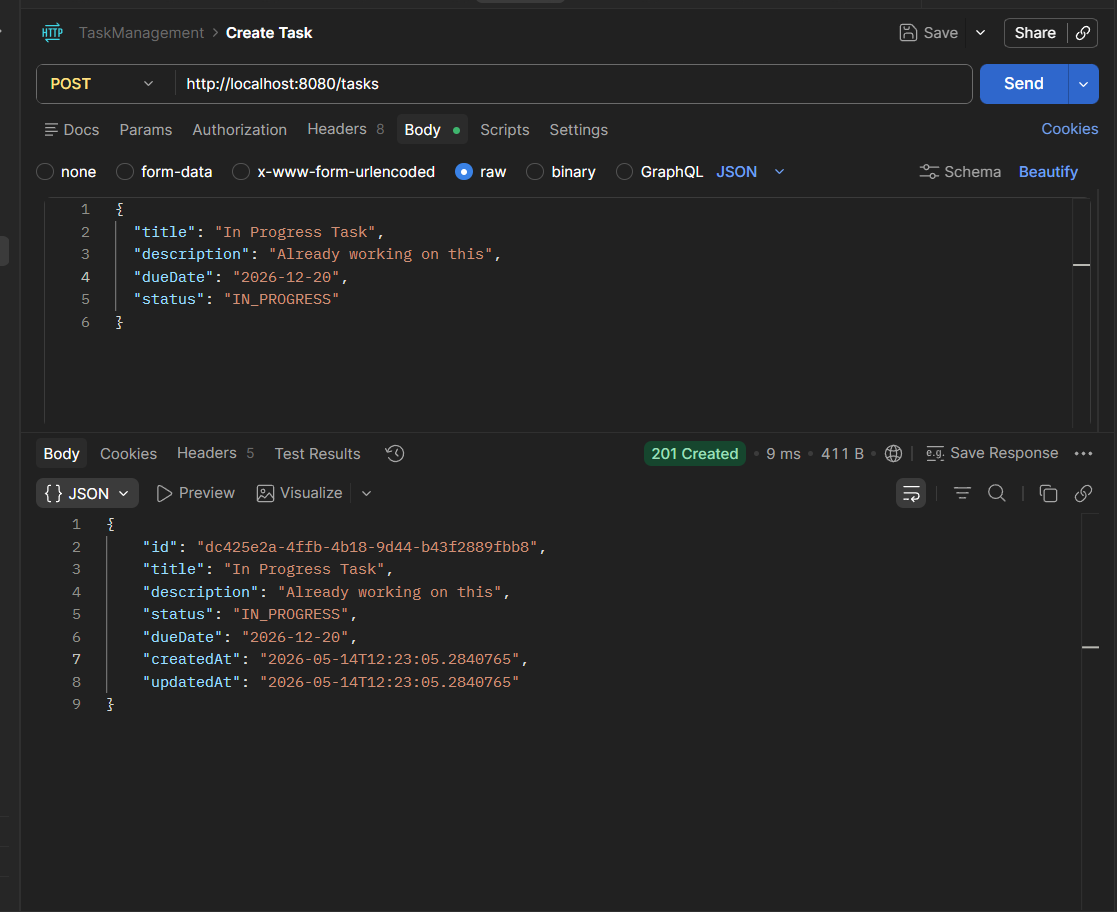 HTTP TaskManagement > Create Task Save Share
POST http://localhost:8080/tasks Send
Docs Params Authorization Headers 8 Body Scripts Settings Cookies
none form-data x-www-form-urlencoded raw binary GraphQL JSON Schema Beautify
1 {
2 "title": "In Progress Task",
3 "description": "Already working on this",
4 "dueDate": "2026-12-20",
5 "status": "IN_PROGRESS"
6 }
Body Cookies Headers 5 Test Results 201 Created • 9 ms • 411 B e.g. Save Response
{} JSON Preview Visualize
1 {
2 "id": "dc425e2a-4ffb-4b18-9d44-b43f2889fbb8",
3 "title": "In Progress Task",
4 "description": "Already working on this",
5 "status": "IN_PROGRESS",
6 "dueDate": "2026-12-20",
7 "createdAt": "2026-05-14T12:23:05.2840765",
8 "updatedAt": "2026-05-14T12:23:05.2840765"
9 }